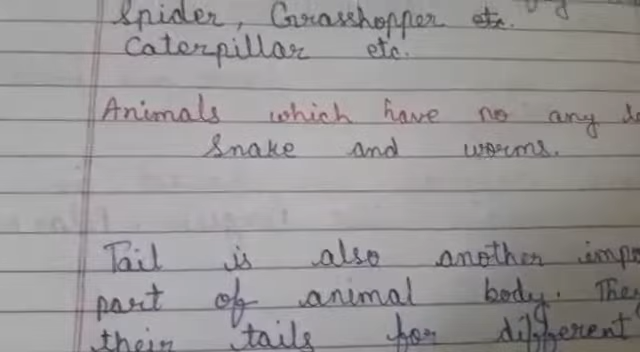 Spider, Grasshopper etc.
Caterpillar etc.
Animals which have no any
Snake and worms.
Tail is also another
part of animal body.
their tails for different